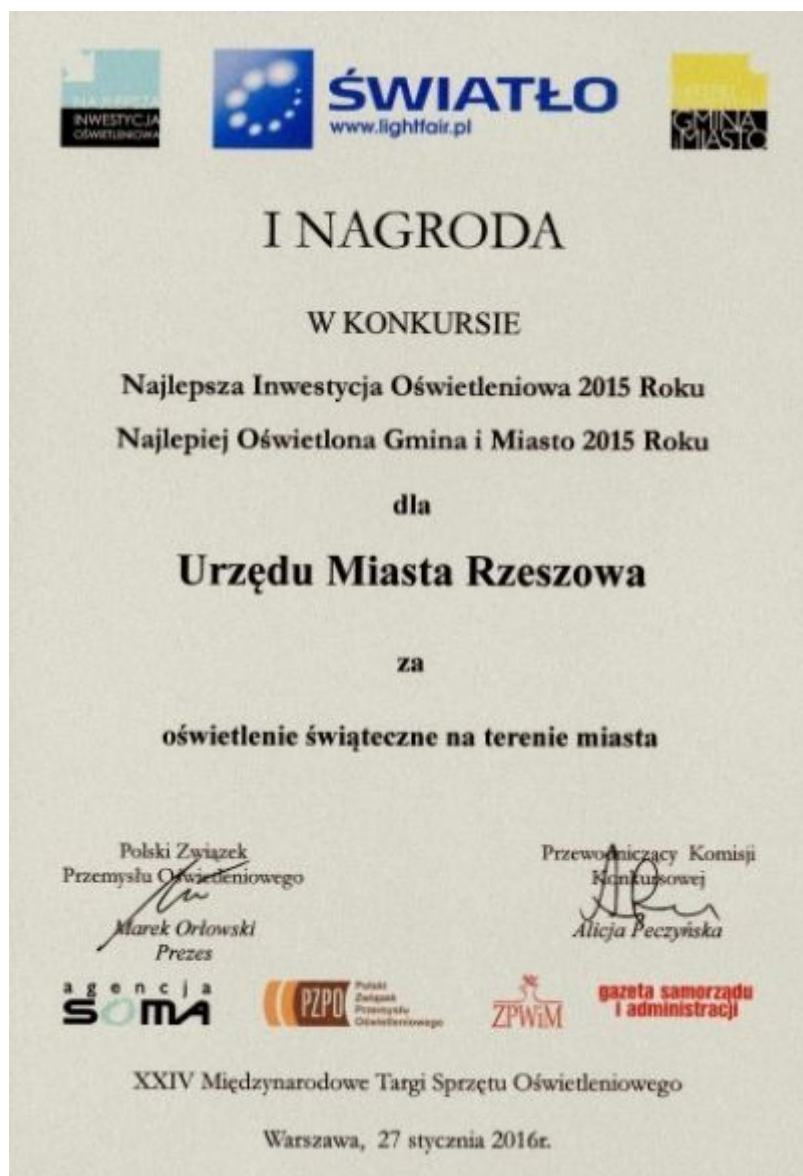 NAJLEPSZA
INWESTYCJA
OŚWIETLENIOWA
ŚWIATŁO
www.lightfair.pl
GMINA
I MIASTO
I NAGRODA
W KONKURSIE
Najlepsza Inwestycja Oświetleniowa 2015 Roku
Najlepiej Oświetlona Gmina i Miasto 2015 Roku
dla
Urzędu Miasta Rzeszowa
za
oświetlenie świąteczne na terenie miasta
Polski Związek
Przemysłu Oświetleniowego
Marek Orłowski
Prezes
Przewodniczący Komisji
Konkursowej
Alicja Peczyńska
agencja
SOMA
PZPO
Polski
Związek
Przemysłu
Oświetleniowego
ZPWiM
gazeta samorządu
i administracji
XXIV Międzynarodowe Targi Sprzętu Oświetleniowego
Warszawa, 27 stycznia 2016r.